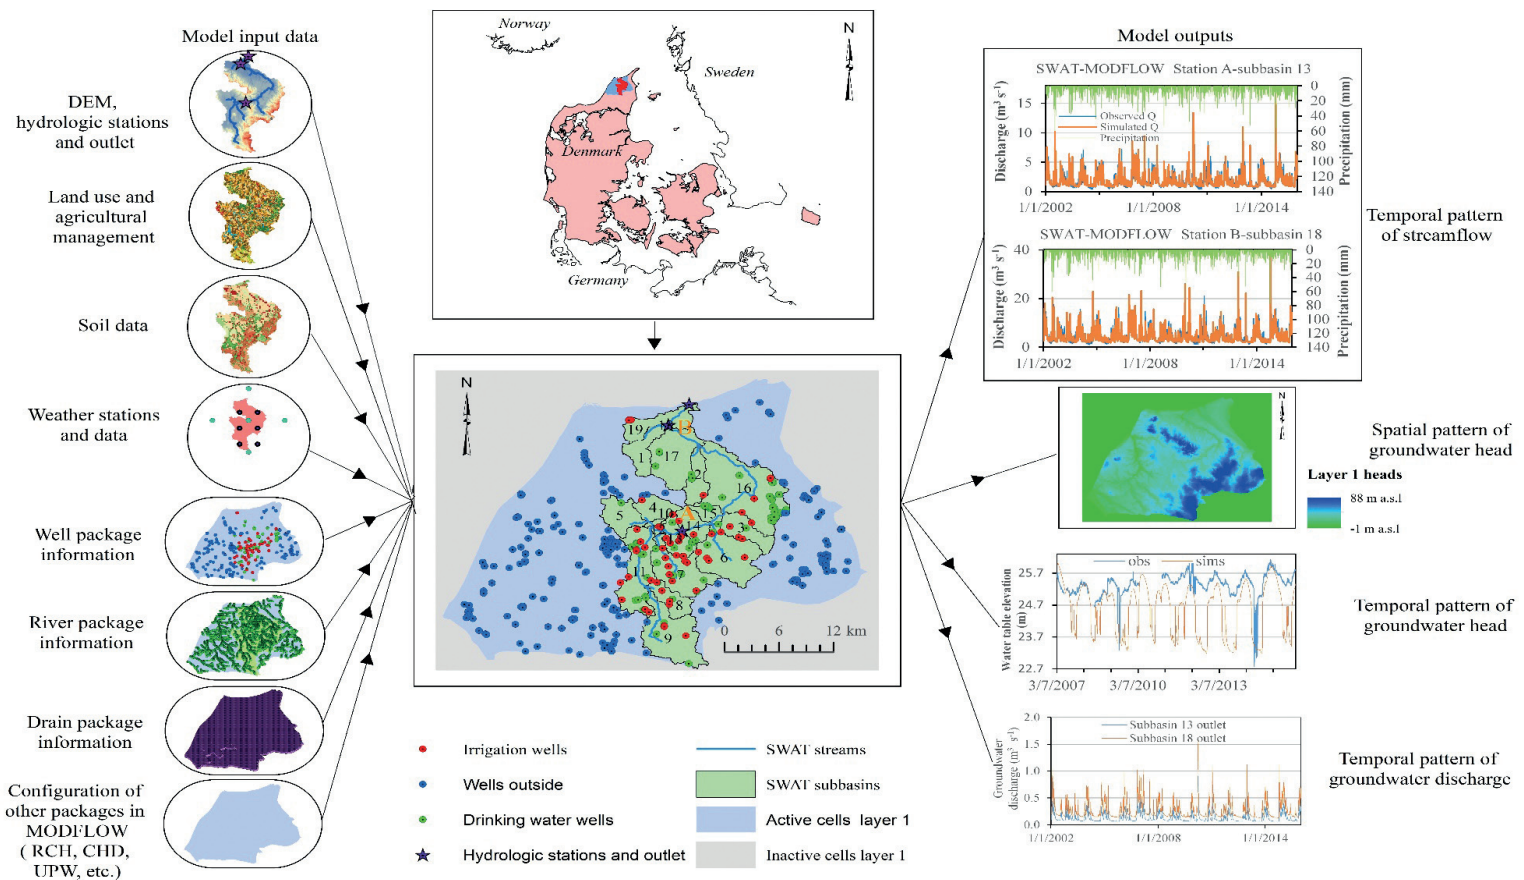 Model input data
DEM,
hydrologic stations
and outlet
Land use and
agricultural
management
Soil data
Weather stations
and data
Well package
information
River package
information
Drain package
information
Configuration of
other packages in
MODFLOW
( RCH, CHD,
UPW, etc.)
Norway
N
Sweden
Denmark
Germany
N
19
1
17
2
16
5
4
10
15
14
3
6
11
7
8
9
0 6 12 km
Irrigation wells
Wells outside
Drinking water wells
Hydrologic stations and outlet
SWAT streams
SWAT subbasins
Active cells layer 1
Inactive cells layer 1
Model outputs
SWAT-MODFLOW Station A-subbasin 13
Discharge (m³ s⁻¹)
15
10
5
0
Observed Q
Simulated Q
Precipitation
0
20
40
60
80
100
120
140
Precipitation (mm)
1/1/2002 1/1/2008 1/1/2014
SWAT-MODFLOW Station B-subbasin 18
Discharge (m³ s⁻¹)
40
20
0
0
20
40
60
80
100
120
140
Precipitation (mm)
1/1/2002 1/1/2008 1/1/2014
Temporal pattern
of streamflow
N
Spatial pattern of
groundwater head
Layer 1 heads
88 m a.s.l
-1 m a.s.l
Water table elevation
(m)
25.7
24.7
23.7
22.7
obs sims
3/7/2007 3/7/2010 3/7/2013
Temporal pattern of
groundwater head
Groundwater
discharge (m³ s⁻¹)
2.0
1.5
1.0
0.5
0.0
Subbasin 13 outlet
Subbasin 18 outlet
1/1/2002 1/1/2008 1/1/2014
Temporal pattern of
groundwater discharge